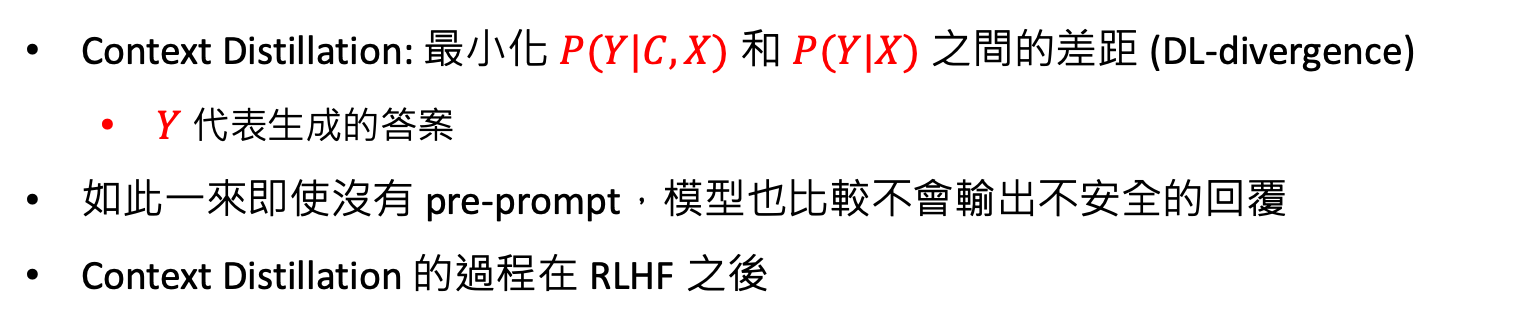 • Context Distillation: 最小化 P(Y|C,X) 和 P(Y|X) 之間的差距 (DL-divergence)
• Y 代表生成的答案
• 如此一來即使沒有 pre-prompt，模型也比較不會輸出不安全的回覆
• Context Distillation 的過程在 RLHF 之後